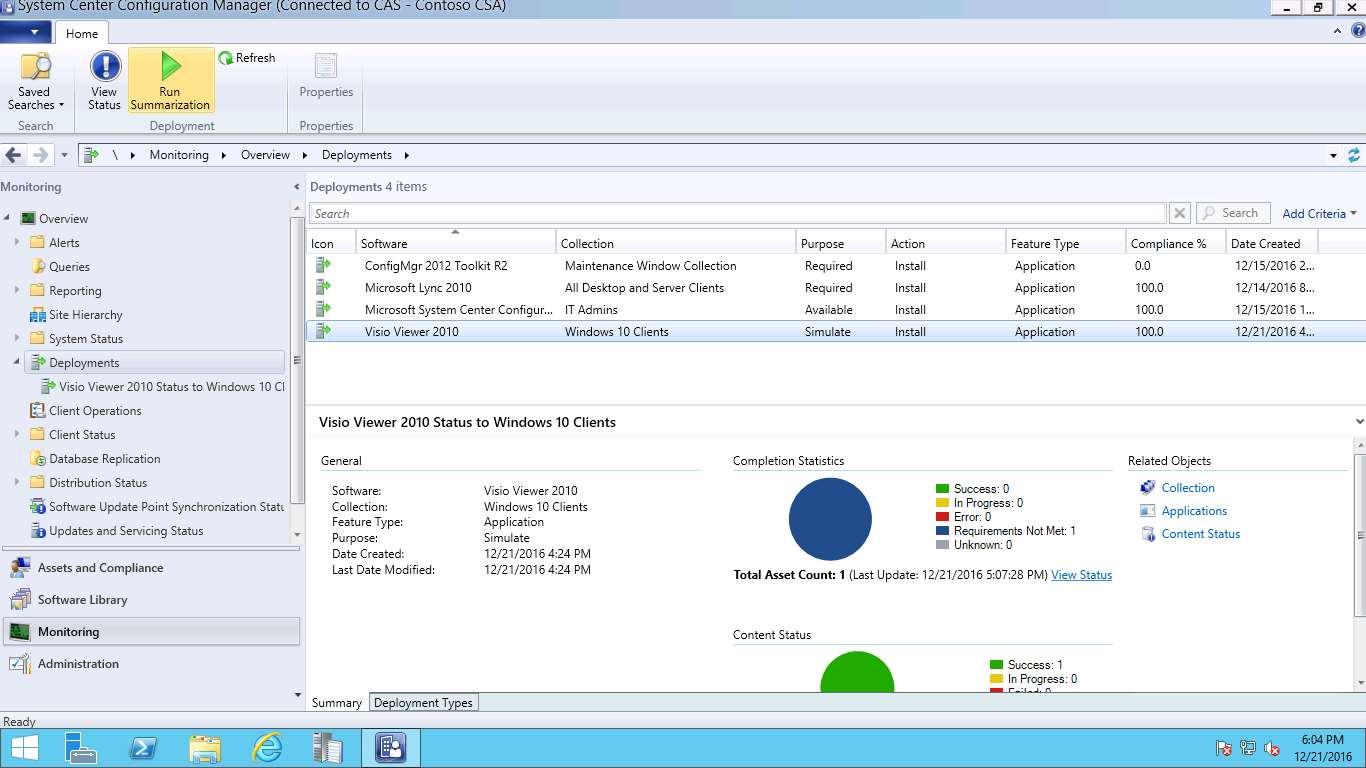 System Center Configuration Manager (Connected to CAS - Contoso CSA)
Home
Saved Searches
View Status
Run Summarization
Refresh
Properties
Search
Deployment
Properties
\ Monitoring Overview Deployments
Monitoring
Overview
Alerts
Queries
Reporting
Site Hierarchy
System Status
Deployments
Visio Viewer 2010 Status to Windows 10 Cl
Client Operations
Client Status
Database Replication
Distribution Status
Software Update Point Synchronization Statu
Updates and Servicing Status
Assets and Compliance
Software Library
Monitoring
Administration
Deployments 4 items
Search
Search
Add Criteria
Icon Software Collection Purpose Action Feature Type Compliance % Date Created
ConfigMgr 2012 Toolkit R2 Maintenance Window Collection Required Install Application 0.0 12/15/2016 2...
Microsoft Lync 2010 All Desktop and Server Clients Required Install Application 100.0 12/14/2016 8...
Microsoft System Center Configur... IT Admins Available Install Application 100.0 12/15/2016 1...
Visio Viewer 2010 Windows 10 Clients Simulate Install Application 100.0 12/21/2016 4...
Visio Viewer 2010 Status to Windows 10 Clients
General
Software: Visio Viewer 2010
Collection: Windows 10 Clients
Feature Type: Application
Purpose: Simulate
Date Created: 12/21/2016 4:24 PM
Last Date Modified: 12/21/2016 4:24 PM
Completion Statistics
Success: 0
In Progress: 0
Error: 0
Requirements Not Met: 1
Unknown: 0
Total Asset Count: 1 (Last Update: 12/21/2016 5:07:28 PM) View Status
Content Status
Success: 1
In Progress: 0
Failed: 0
Related Objects
Collection
Applications
Content Status
Summary Deployment Types
Ready
6:04 PM
12/21/2016